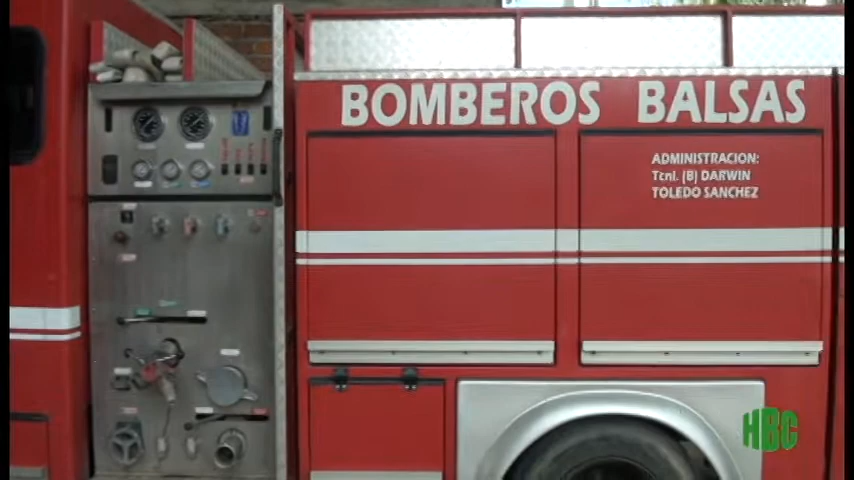 BOMBEROS BALSAS
ADMINISTRACION:
Tcnl. (B) DARWIN
TOLEDO SANCHEZ
HBC